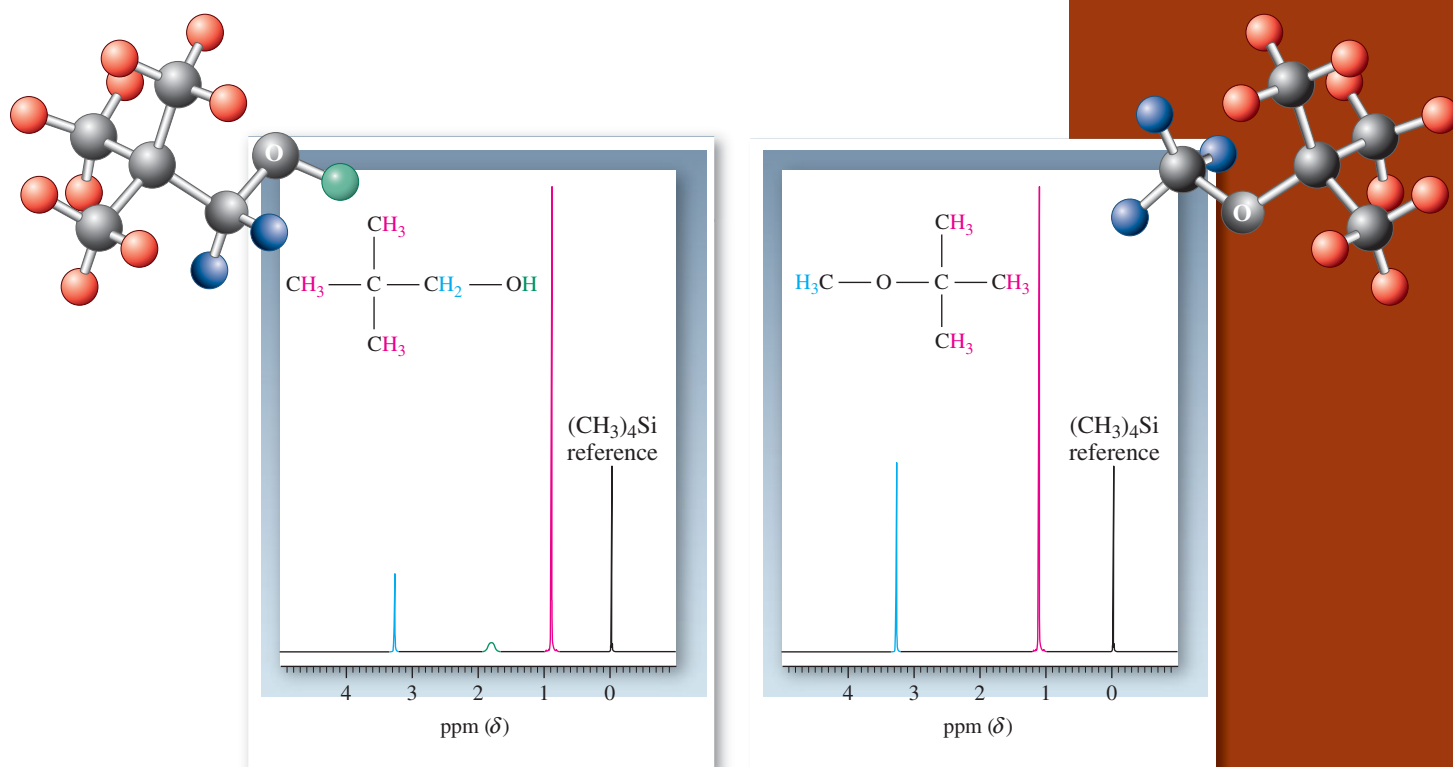 O
CH₃
CH₃ C CH₂ OH
CH₃
(CH₃)₄Si
reference
4 3 2 1 0
ppm (δ)
O
CH₃
H₃C O C CH₃
CH₃
(CH₃)₄Si
reference
4 3 2 1 0
ppm (δ)